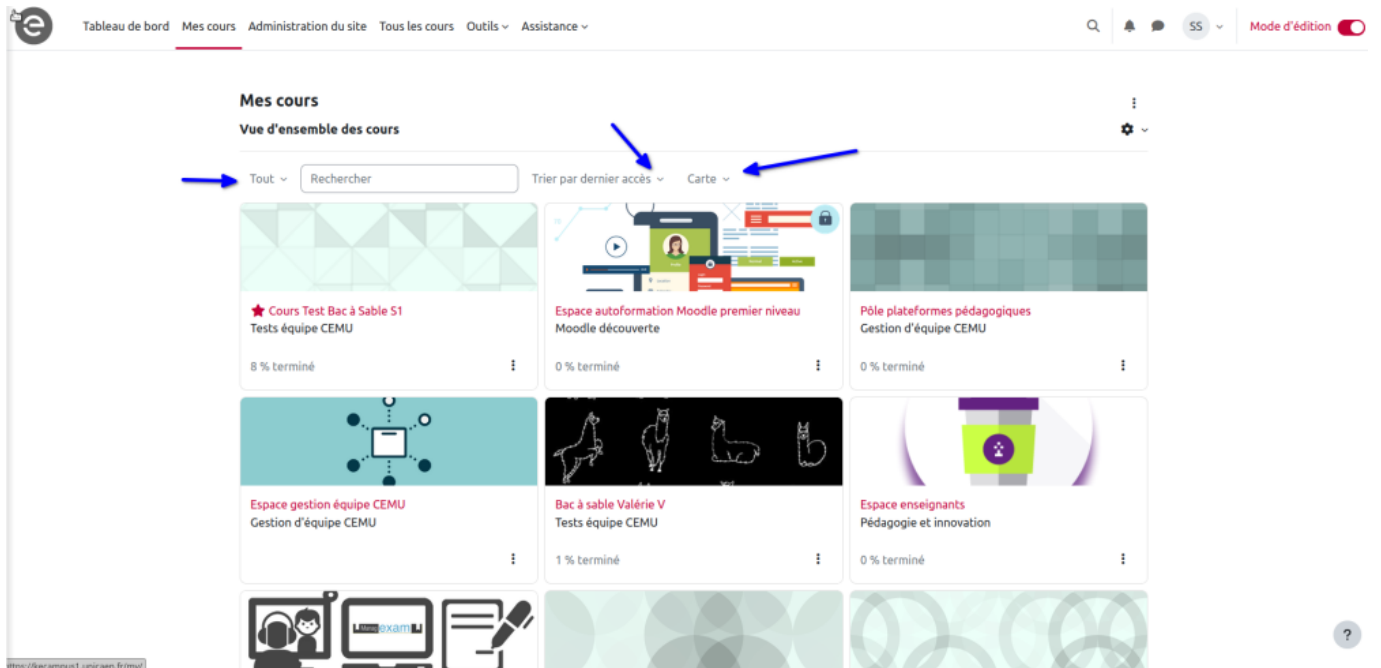 Tableau de bord Mes cours Administration du site Tous les cours Outils Assistance SS Mode d'édition
Mes cours
Vue d'ensemble des cours
Tout Rechercher Trier par dernier accès Carte
Cours Test Bac à Sable S1
Tests équipe CEMU
8 % terminé
Espace autoformation Moodle premier niveau
Moodle découverte
0 % terminé
Pôle plateformes pédagogiques
Gestion d'équipe CEMU
0 % terminé
Espace gestion équipe CEMU
Gestion d'équipe CEMU
Bac à sable Valérie V
Tests équipe CEMU
1 % terminé
Espace enseignants
Pédagogie et innovation
0 % terminé
exam
?